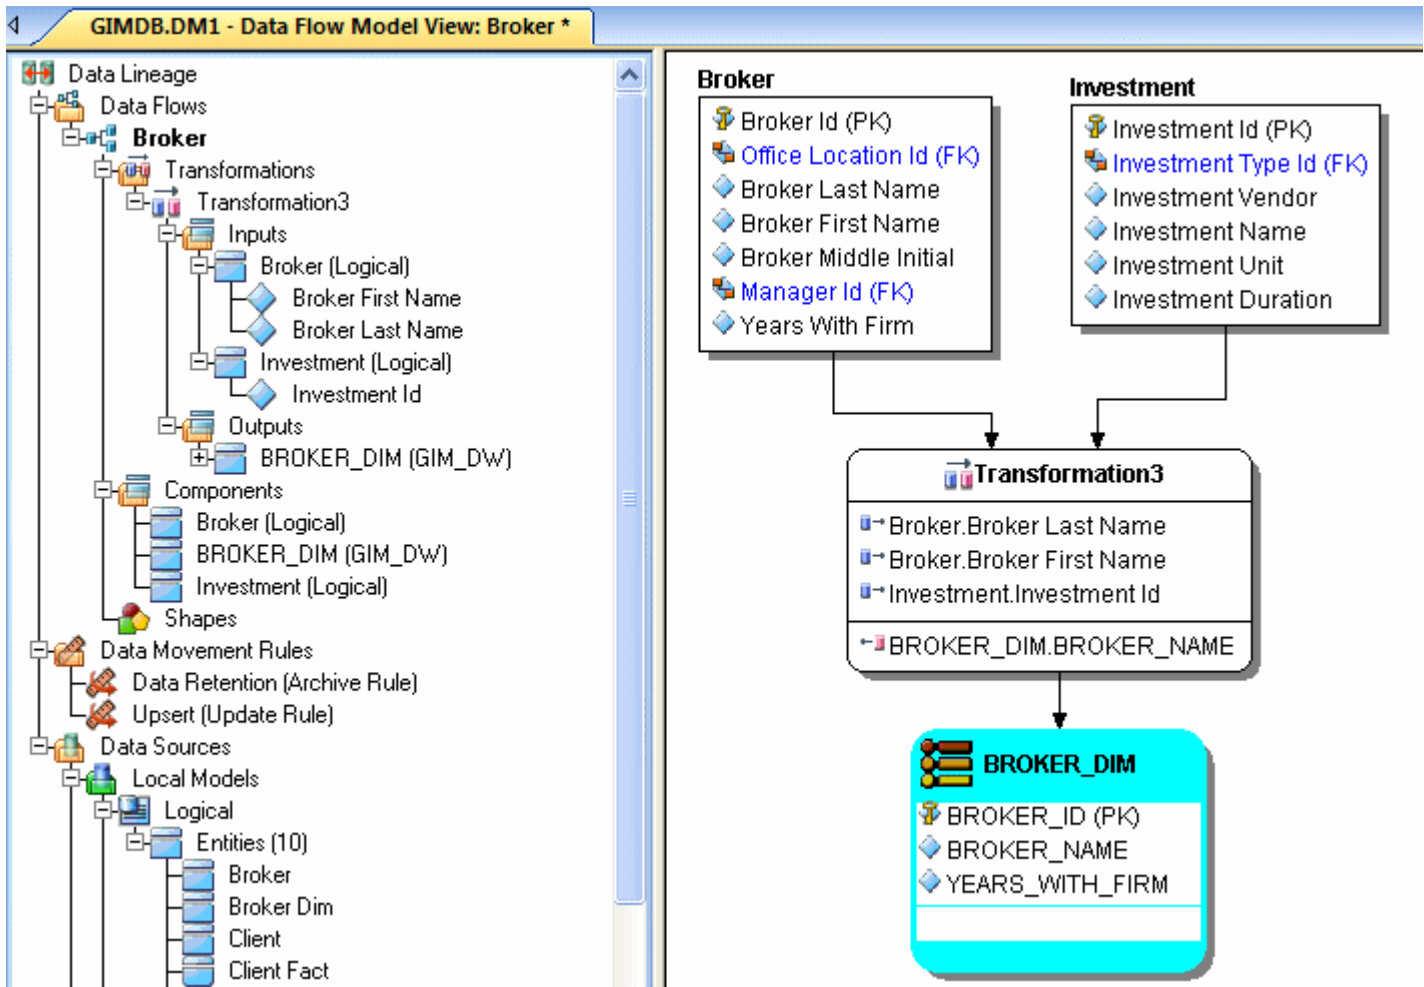 GIMDB.DM1 - Data Flow Model View: Broker *
Data Lineage
Data Flows
Broker
Transformations
Transformation3
Inputs
Broker (Logical)
Broker First Name
Broker Last Name
Investment (Logical)
Investment Id
Outputs
BROKER_DIM (GIM_DW)
Components
Broker (Logical)
BROKER_DIM (GIM_DW)
Investment (Logical)
Shapes
Data Movement Rules
Data Retention (Archive Rule)
Upsert (Update Rule)
Data Sources
Local Models
Logical
Entities (10)
Broker
Broker Dim
Client
Client Fact
Broker
Broker Id (PK)
Office Location Id (FK)
Broker Last Name
Broker First Name
Broker Middle Initial
Manager Id (FK)
Years With Firm
Investment
Investment Id (PK)
Investment Type Id (FK)
Investment Vendor
Investment Name
Investment Unit
Investment Duration
Transformation3
Broker.Broker Last Name
Broker.Broker First Name
Investment.Investment Id
BROKER_DIM.BROKER_NAME
BROKER_DIM
BROKER_ID (PK)
BROKER_NAME
YEARS_WITH_FIRM